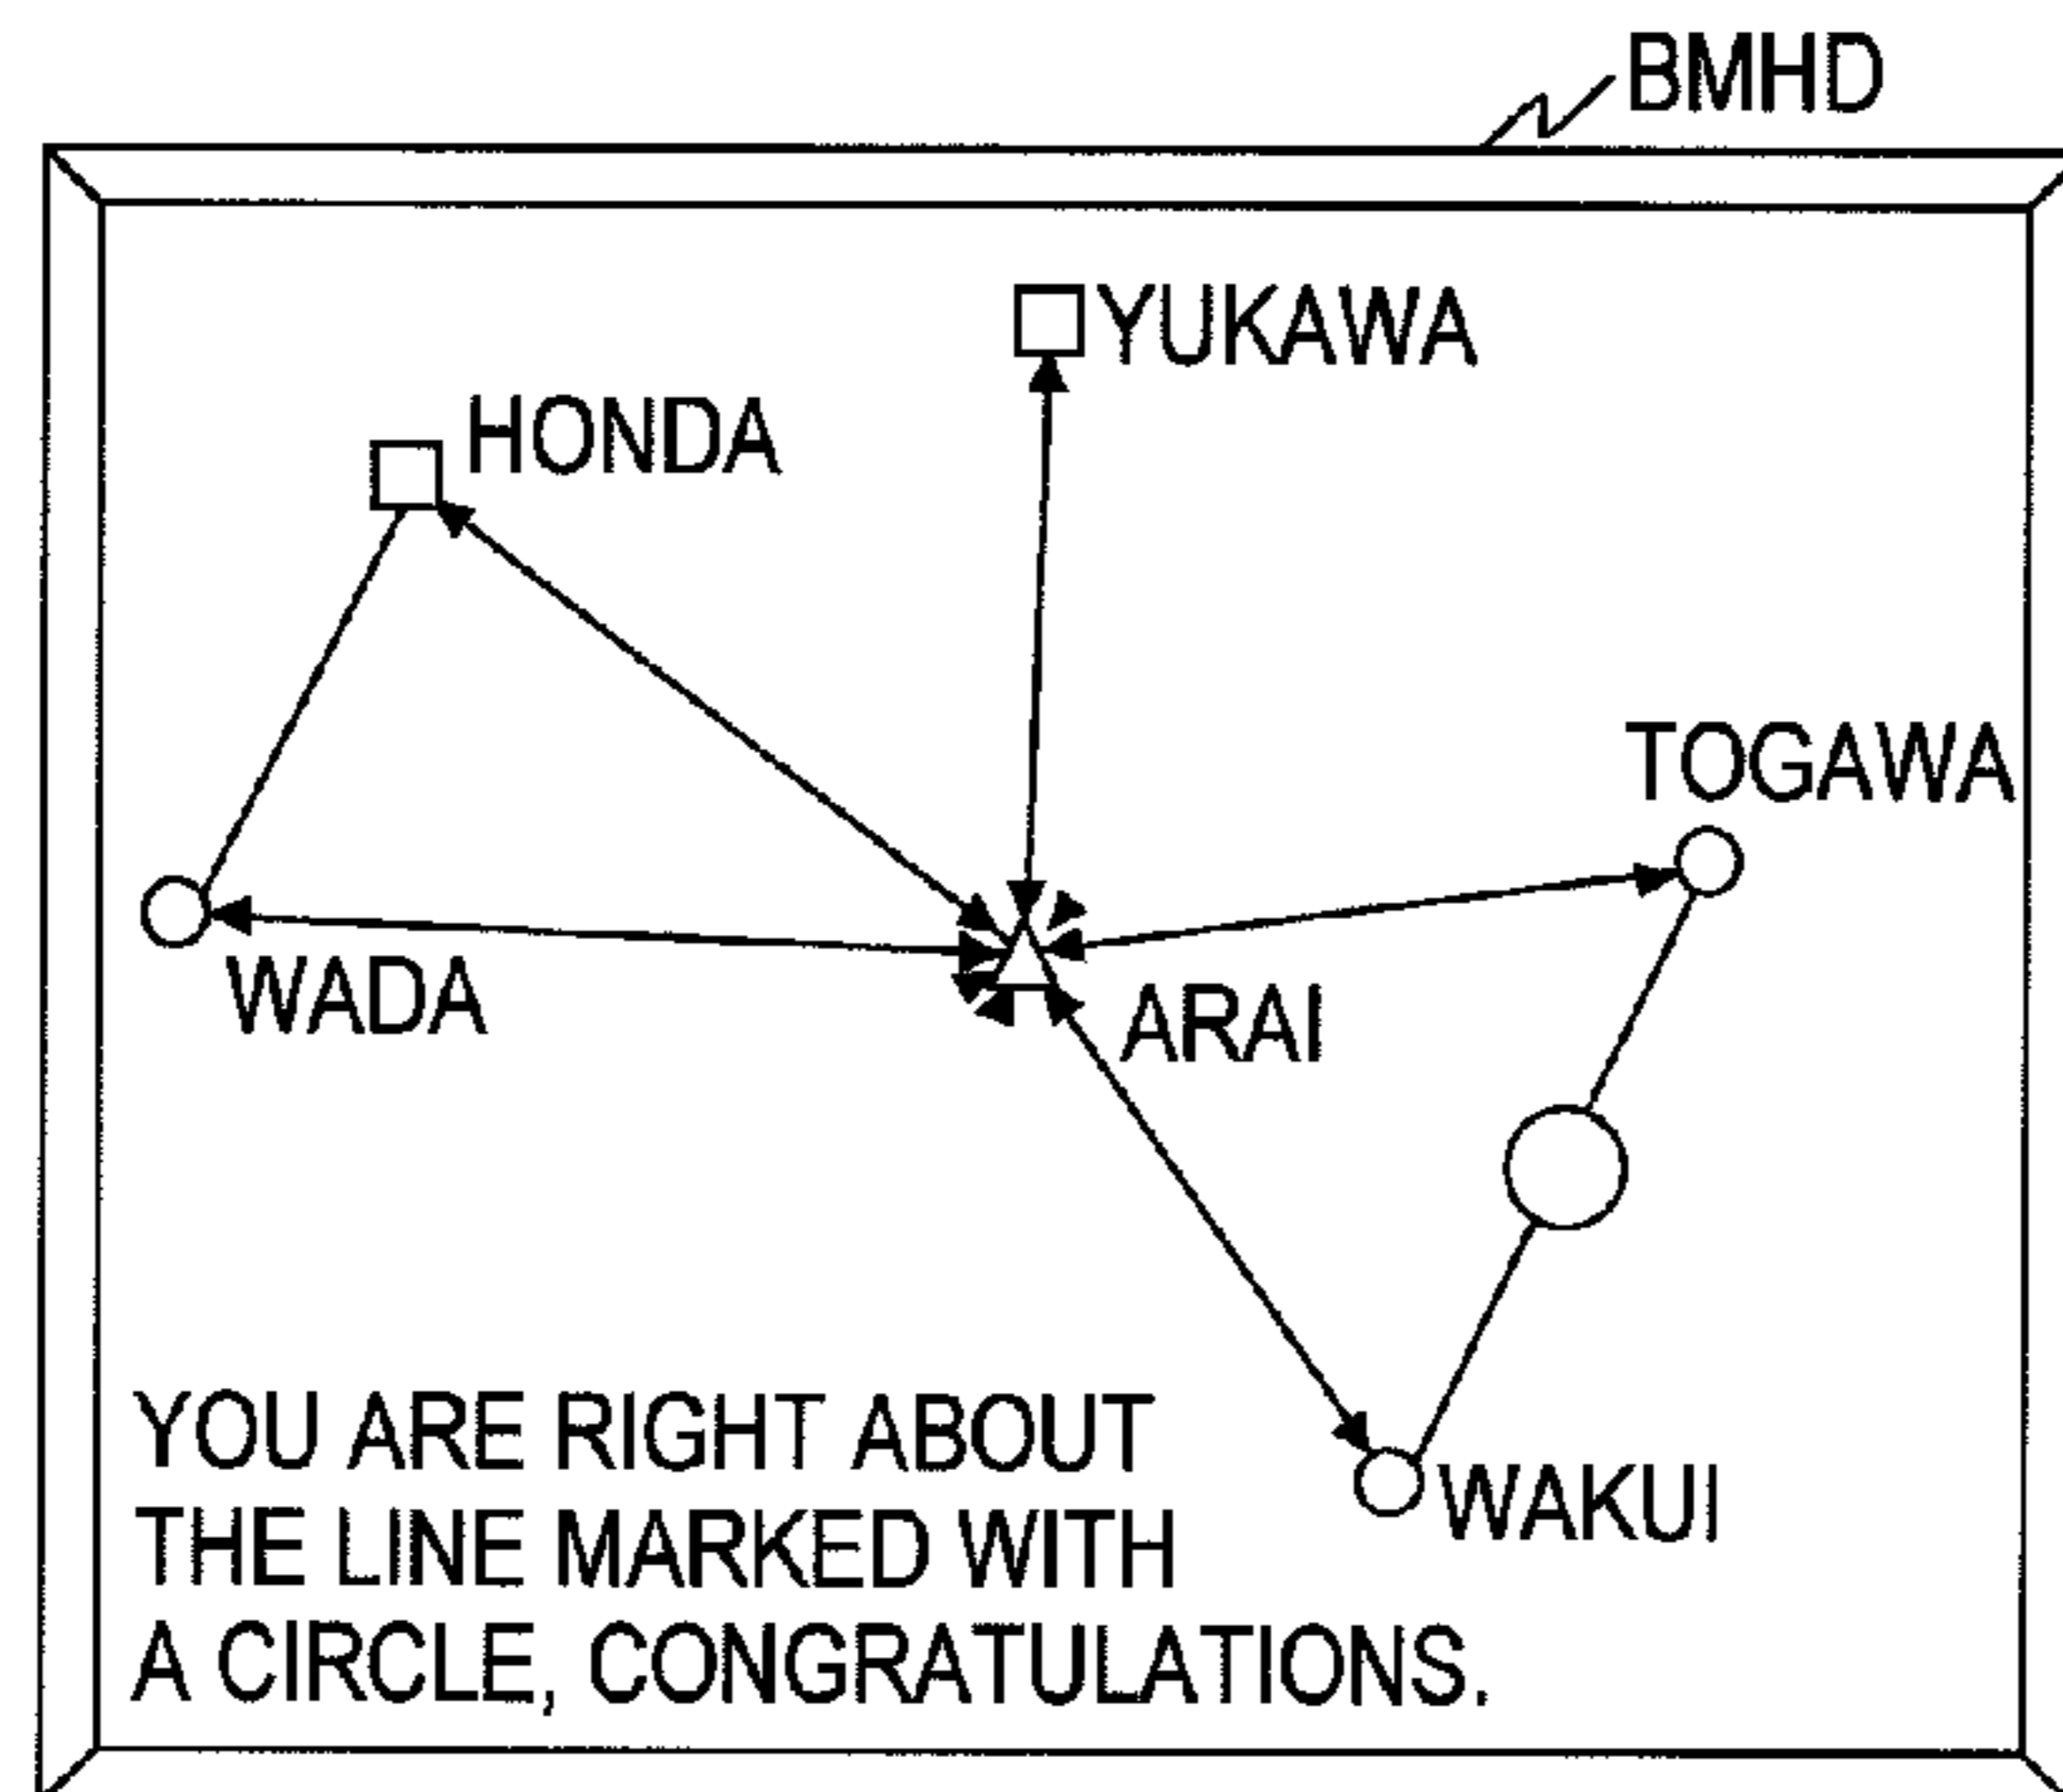 BMHD
YUKAWA
HONDA
TOGAWA
WADA
ARAI
WAKUI
YOU ARE RIGHT ABOUT
THE LINE MARKED WITH
A CIRCLE, CONGRATULATIONS.